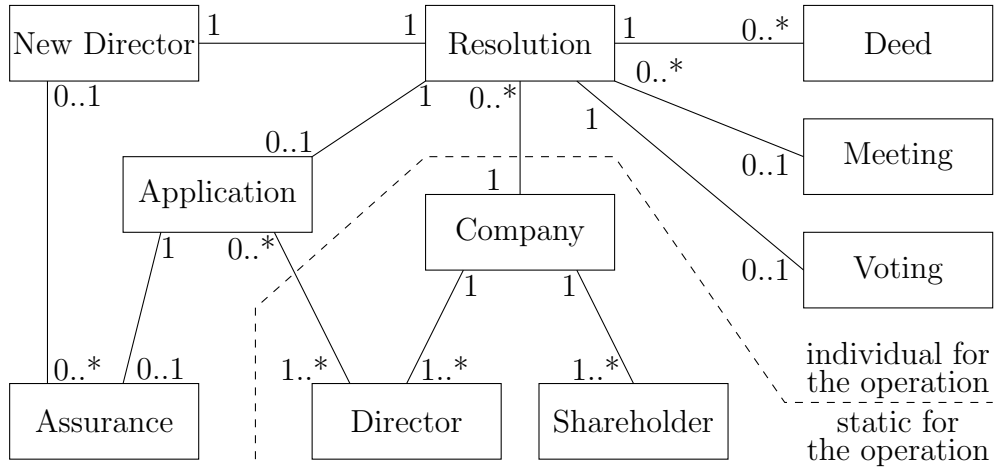 New Director
1
1
Resolution
1
0..*
Deed
0..1
1
0..*
0..*
1
0..1
Meeting
0..1
Application
1
Company
1
0..*
1
1
0..1
Voting
0..*
0..1
1..*
1..*
1..*
individual for
the operation
Assurance
Director
Shareholder
static for
the operation